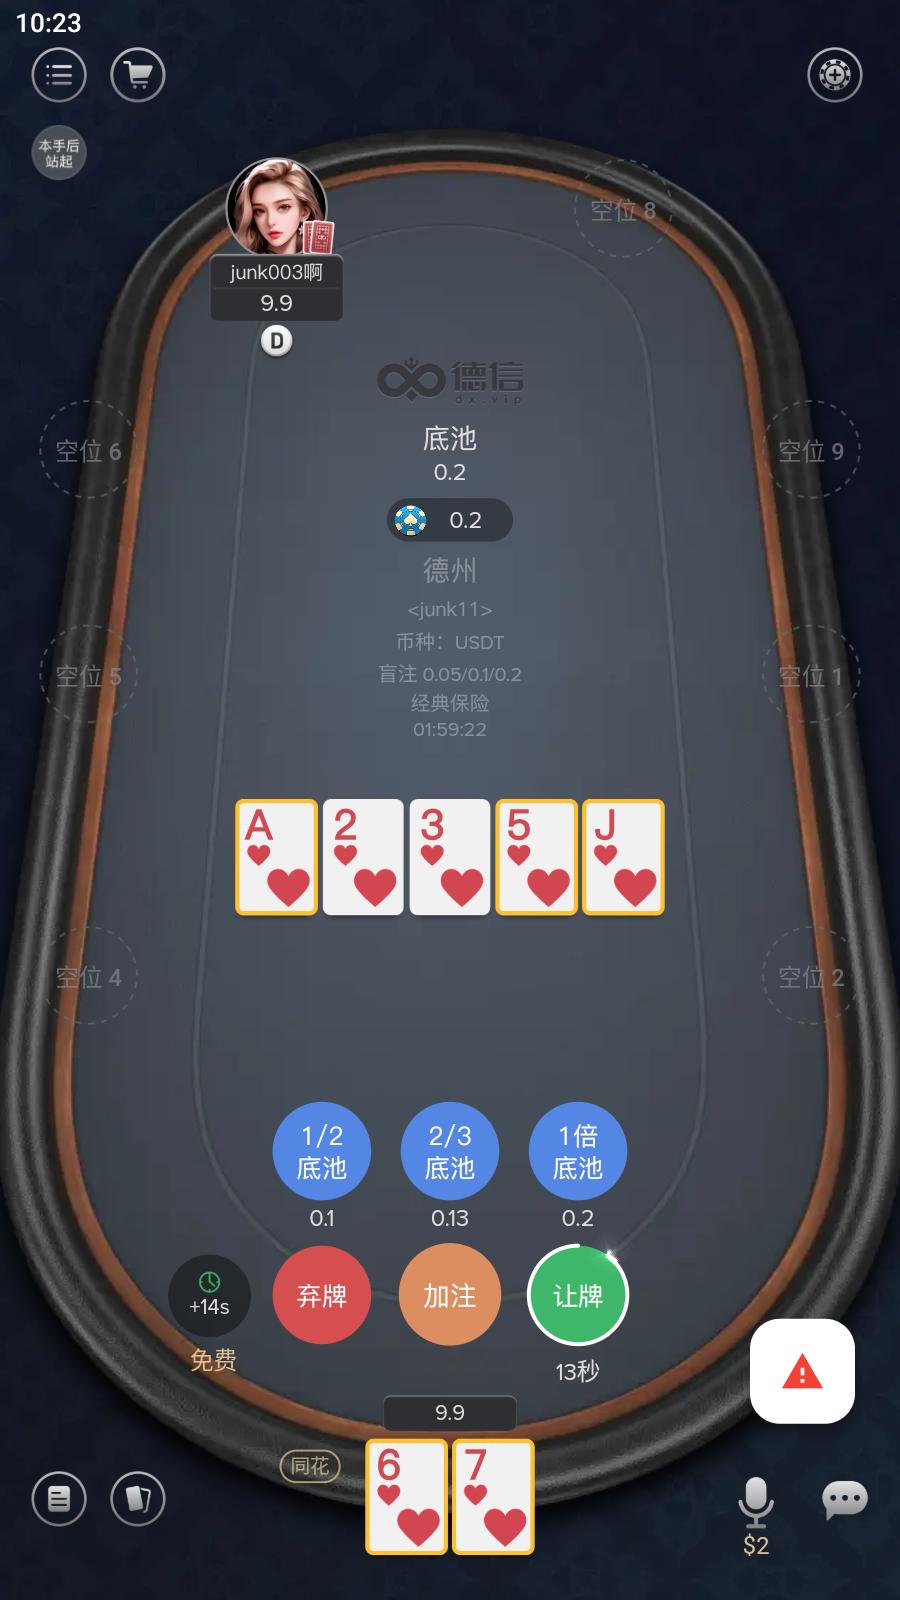 10:23
本手后
站起
空位 8
junk003啊
9.9
D
德信
dx.vip
底池
0.2
空位 6
空位 9
0.2
德州
<junk11>
币种：USDT
空位 5
空位 1
盲注 0.05/0.1/0.2
经典保险
01:59:22
A
2
3
5
J
空位 4
空位 2
1/2
底池
2/3
底池
1倍
底池
0.1
0.13
0.2
+14s
弃牌
加注
让牌
免费
13秒
9.9
同花
6
7
$2